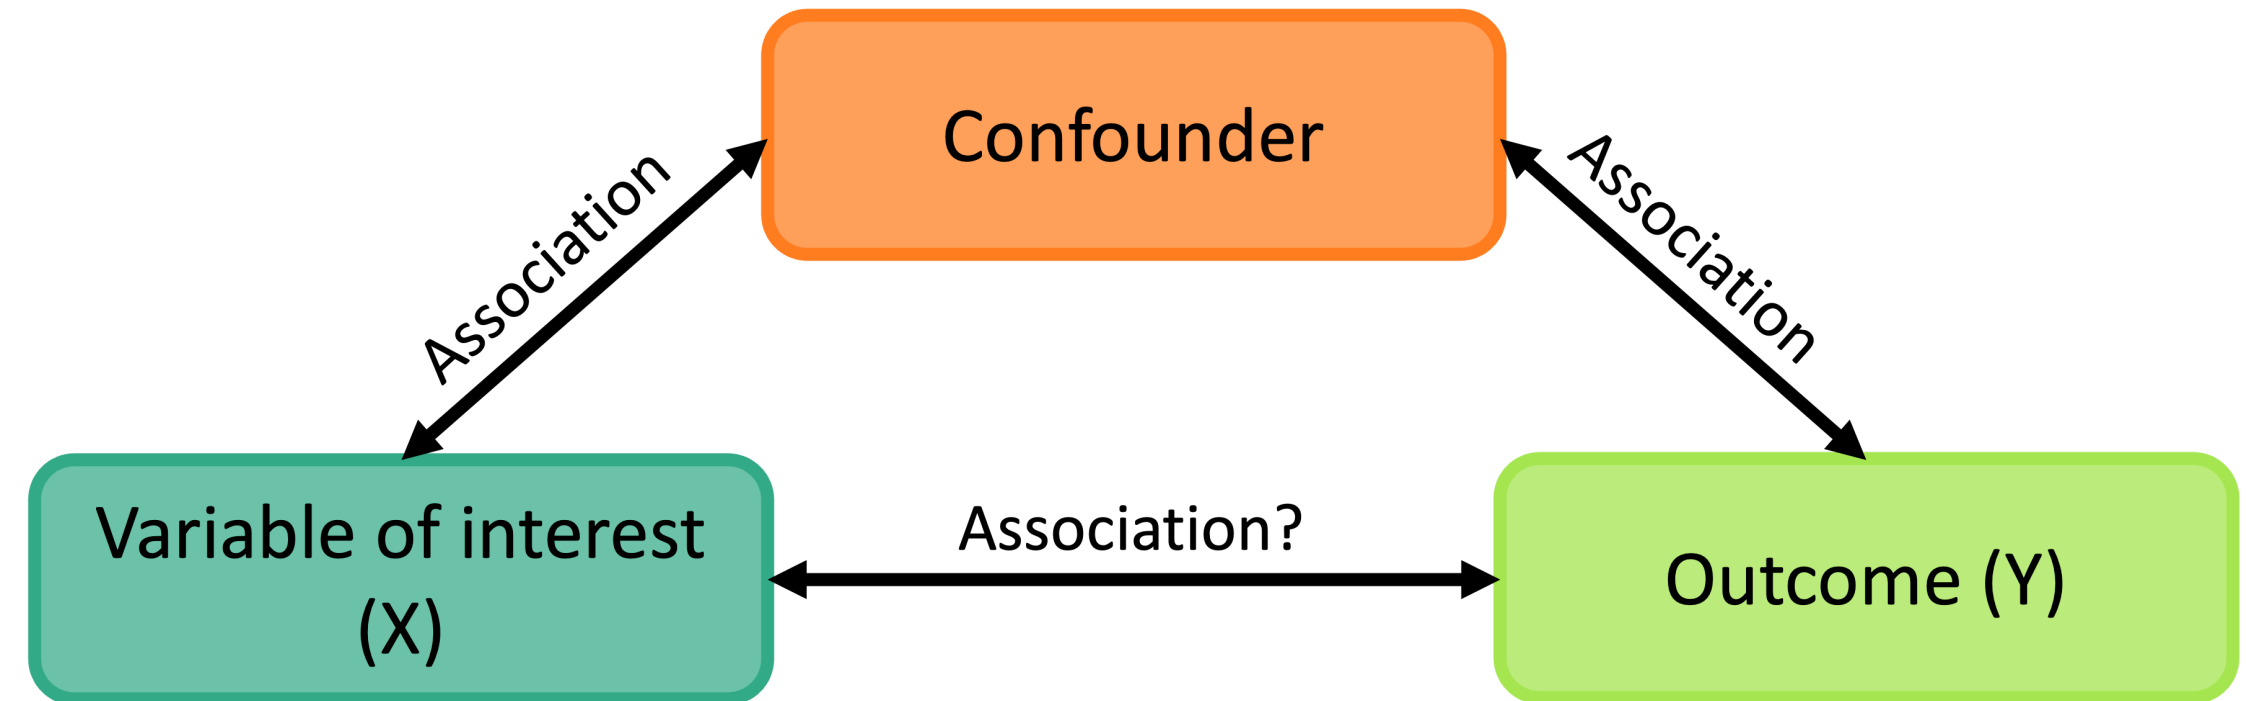 Confounder
Association
Association
Variable of interest
(X)
Association?
Outcome (Y)